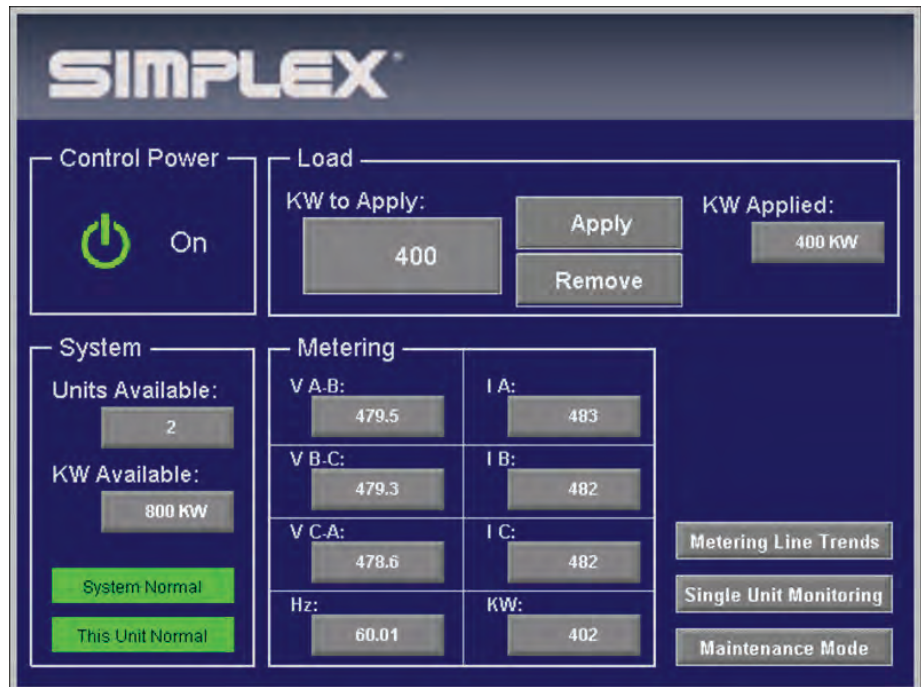 SIMPLEX
Control Power
On
Load
KW to Apply:
400
Apply
Remove
KW Applied:
400 KW
System
Units Available:
2
KW Available:
800 KW
System Normal
This Unit Normal
Metering
V A-B:
479.5
I A:
483
V B-C:
479.3
I B:
482
V C-A:
478.6
I C:
482
Hz:
60.01
KW:
402
Metering Line Trends
Single Unit Monitoring
Maintenance Mode